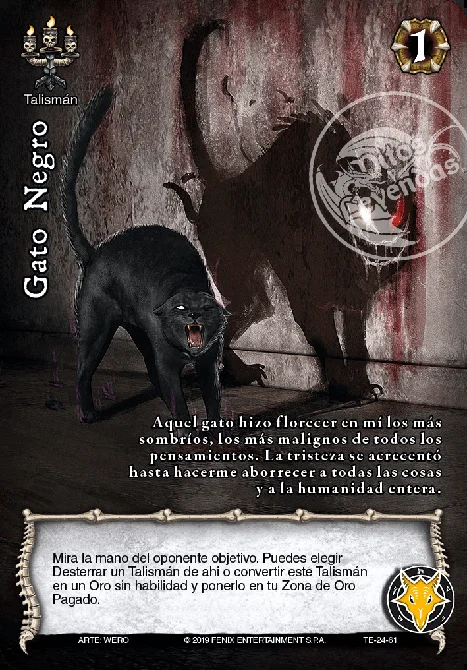 1
Talismán
Gato Negro
Mitos
Leyendas
Aquel gato hizo florecer en mi los más
sombríos, los más malignos de todos los
pensamientos. La tristeza se acrecentó
hasta hacerme aborrecer a todas las cosas
y a la humanidad entera.
Mira la mano del oponente objetivo. Puedes elegir
Desterrar un Talismán de ahi o convertir este Talismán
en un Oro sin habilidad y ponerlo en tu Zona de Oro
Pagado.
ARTE: WERO © 2019 FENIX ENTERTAINMENT S.R.A. TE-24-61